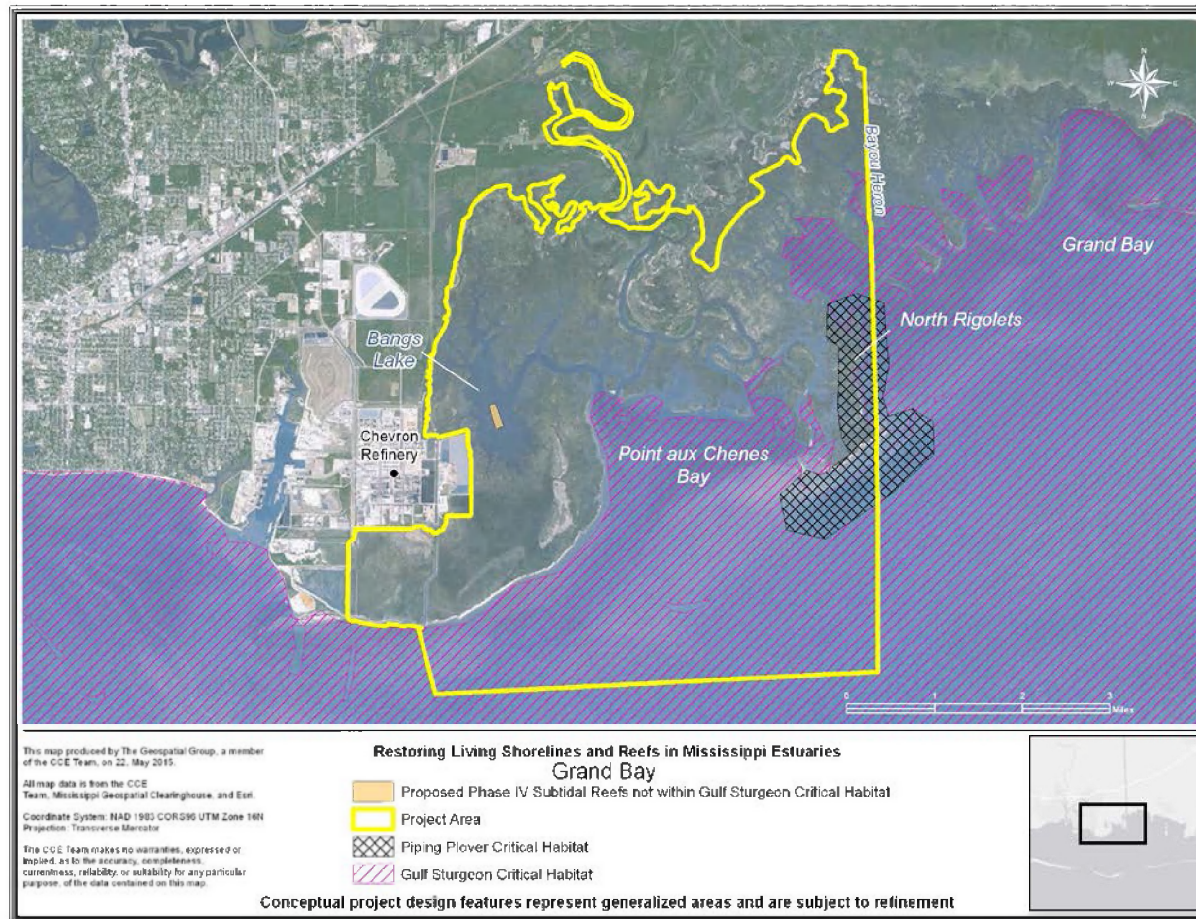 N
W
E
S
Bayou Heron
Grand Bay
North Rigolets
Bangs
Lake
Chevron
Refinery
Point aux Chenes
Bay
0
1
2
3
Miles
This map produced by The Geospatial Group, a member
of the CCE Team, on 22, May 2015.
All map data is from the CCE
Team, Mississippi Geospatial Clearinghouse, and Esri.
Coordinate System: NAD 1983 CORS96 UTM Zone 16N
Projection: Transverse Mercator
The CCE Team makes no warranties, expressed or
implied, as to the accuracy, completeness,
currentness, reliability, or suitability for any particular
purpose, of the data contained on this map.
Restoring Living Shorelines and Reefs in Mississippi Estuaries
Grand Bay
Proposed Phase IV Subtidal Reefs not within Gulf Sturgeon Critical Habitat
Project Area
Piping Plover Critical Habitat
Gulf Sturgeon Critical Habitat
Conceptual project design features represent generalized areas and are subject to refinement